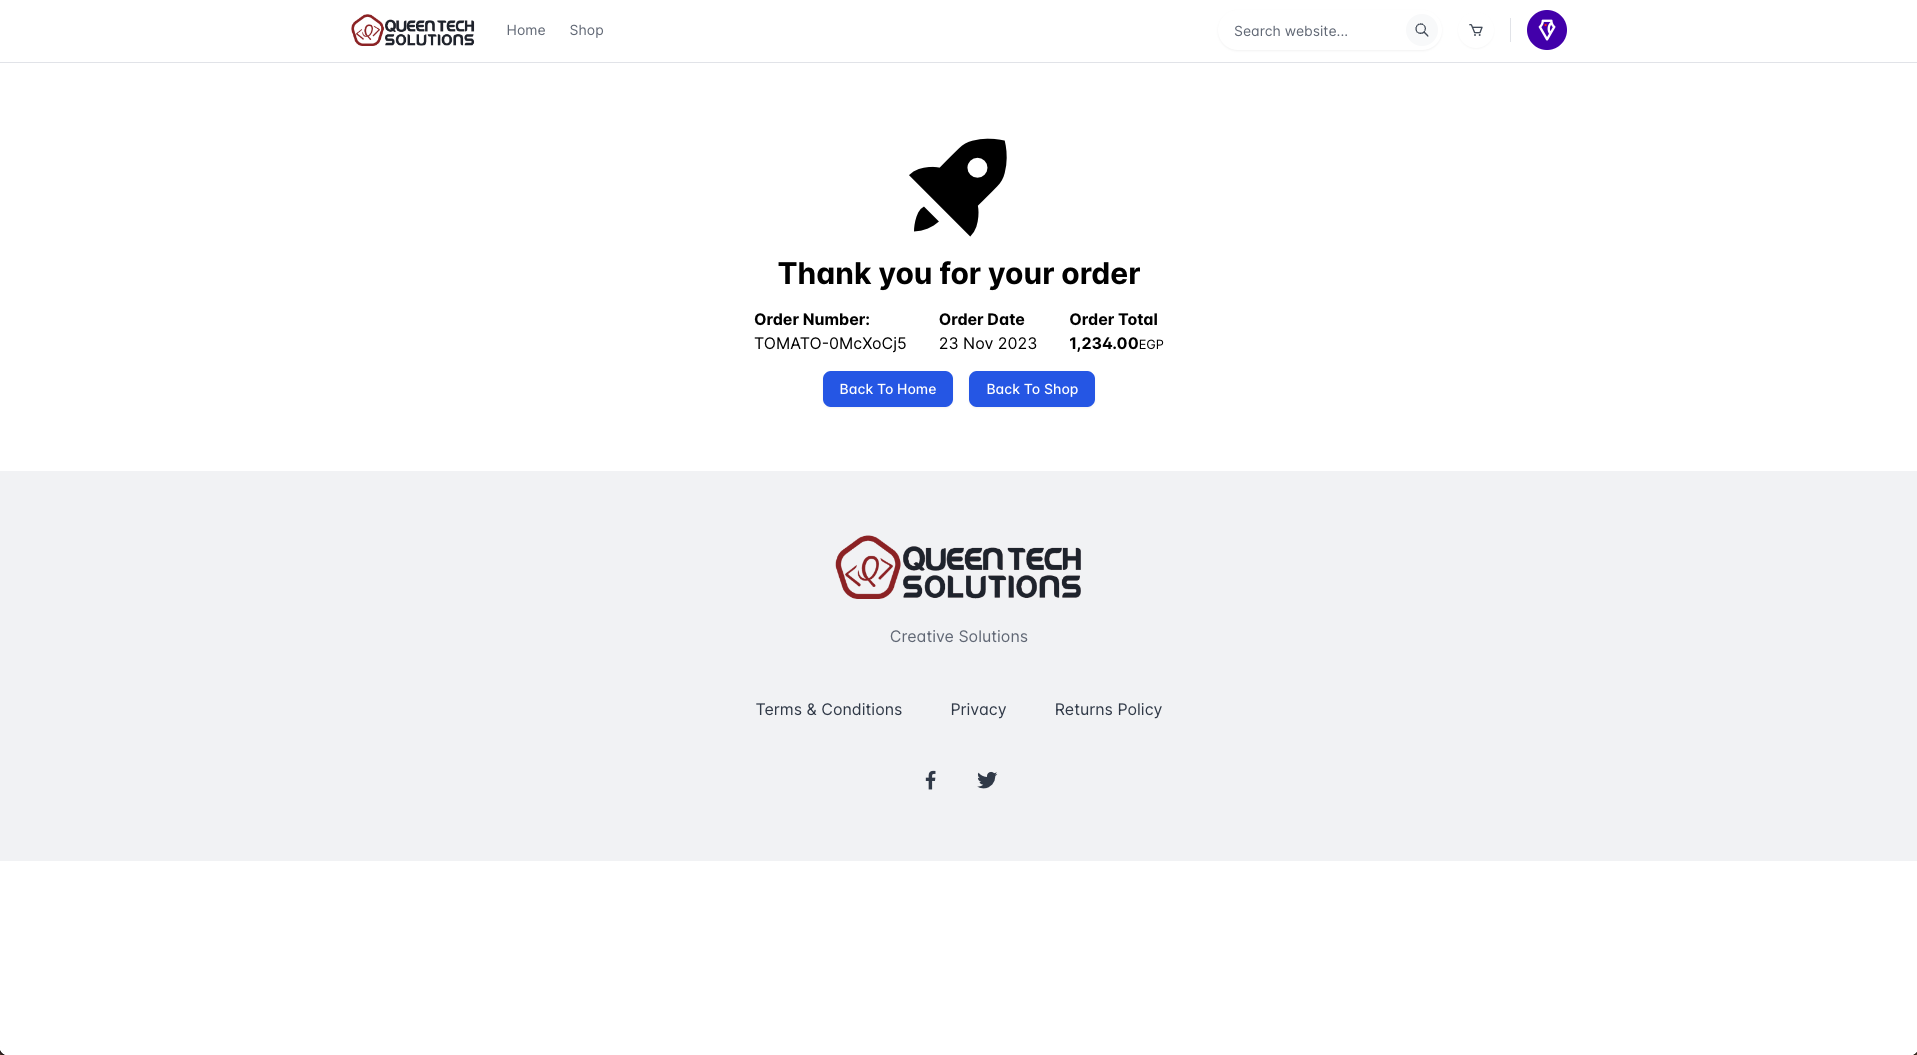 QUEEN TECH
SOLUTIONS
Home
Shop
Search website...
Thank you for your order
Order Number:
TOMATO-0McXoCj5
Order Date
23 Nov 2023
Order Total
1,234.00EGP
Back To Home
Back To Shop
QUEEN TECH
SOLUTIONS
Creative Solutions
Terms & Conditions
Privacy
Returns Policy